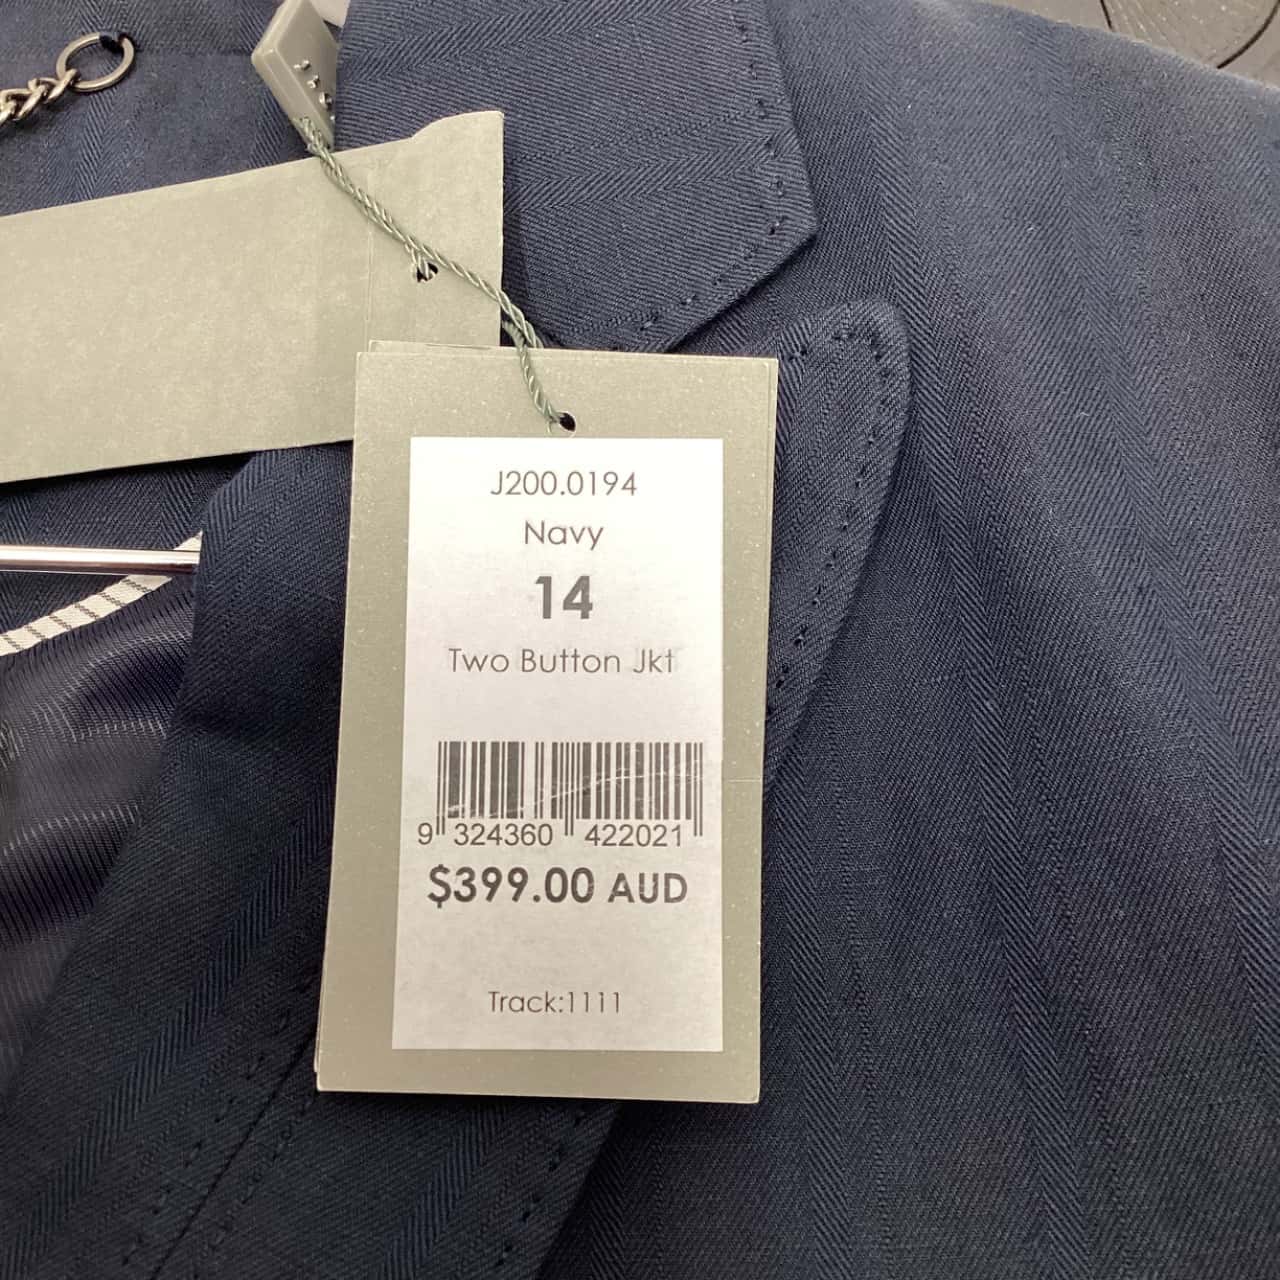 J200.0194
Navy
14
Two Button Jkt
9 324360 422021
$399.00 AUD
Track:1111